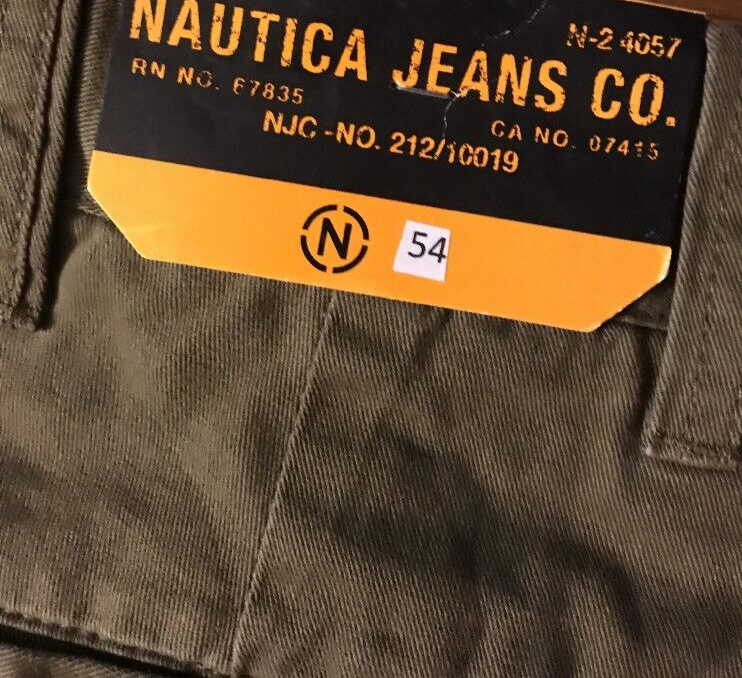 NAUTICA JEANS CO.
N-2 4057
RN NO. 67835
CA NO. 07415
NJC-NO. 212/10019
N
54